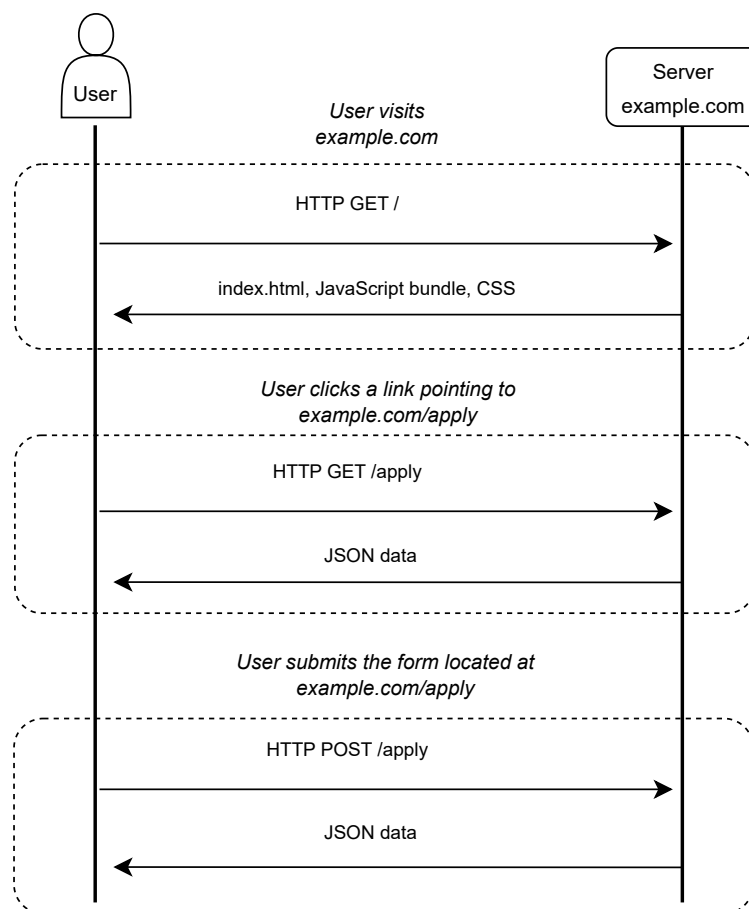 User
Server
example.com
User visits
example.com
HTTP GET /
index.html, JavaScript bundle, CSS
User clicks a link pointing to
example.com/apply
HTTP GET /apply
JSON data
User submits the form located at
example.com/apply
HTTP POST /apply
JSON data